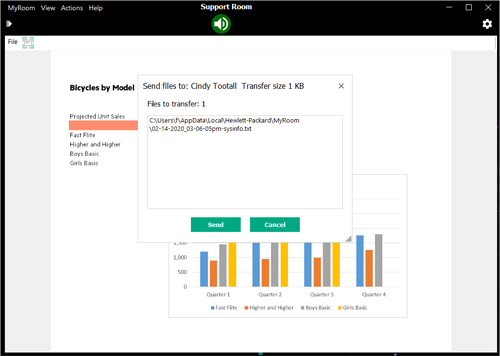 Support Room
MyRoom View Actions Help
File
Bicycles by Model
Projected Unit Sales
Fast Flite
Higher and Higher
Boys Basic
Girls Basic
Send files to: Cindy Tootall Transfer size 1 KB
Files to transfer: 1
C:\Users\f\AppData\Local\Hewlett-Packard\MyRoom
\02-14-2020_03-06-05pm-sysinfo.txt
Send Cancel
1,000
500
0
Quarter 1 Quarter 2 Quarter 3 Quarter 4
Fast Flite Higher and Higher Boys Basic Girls Basic